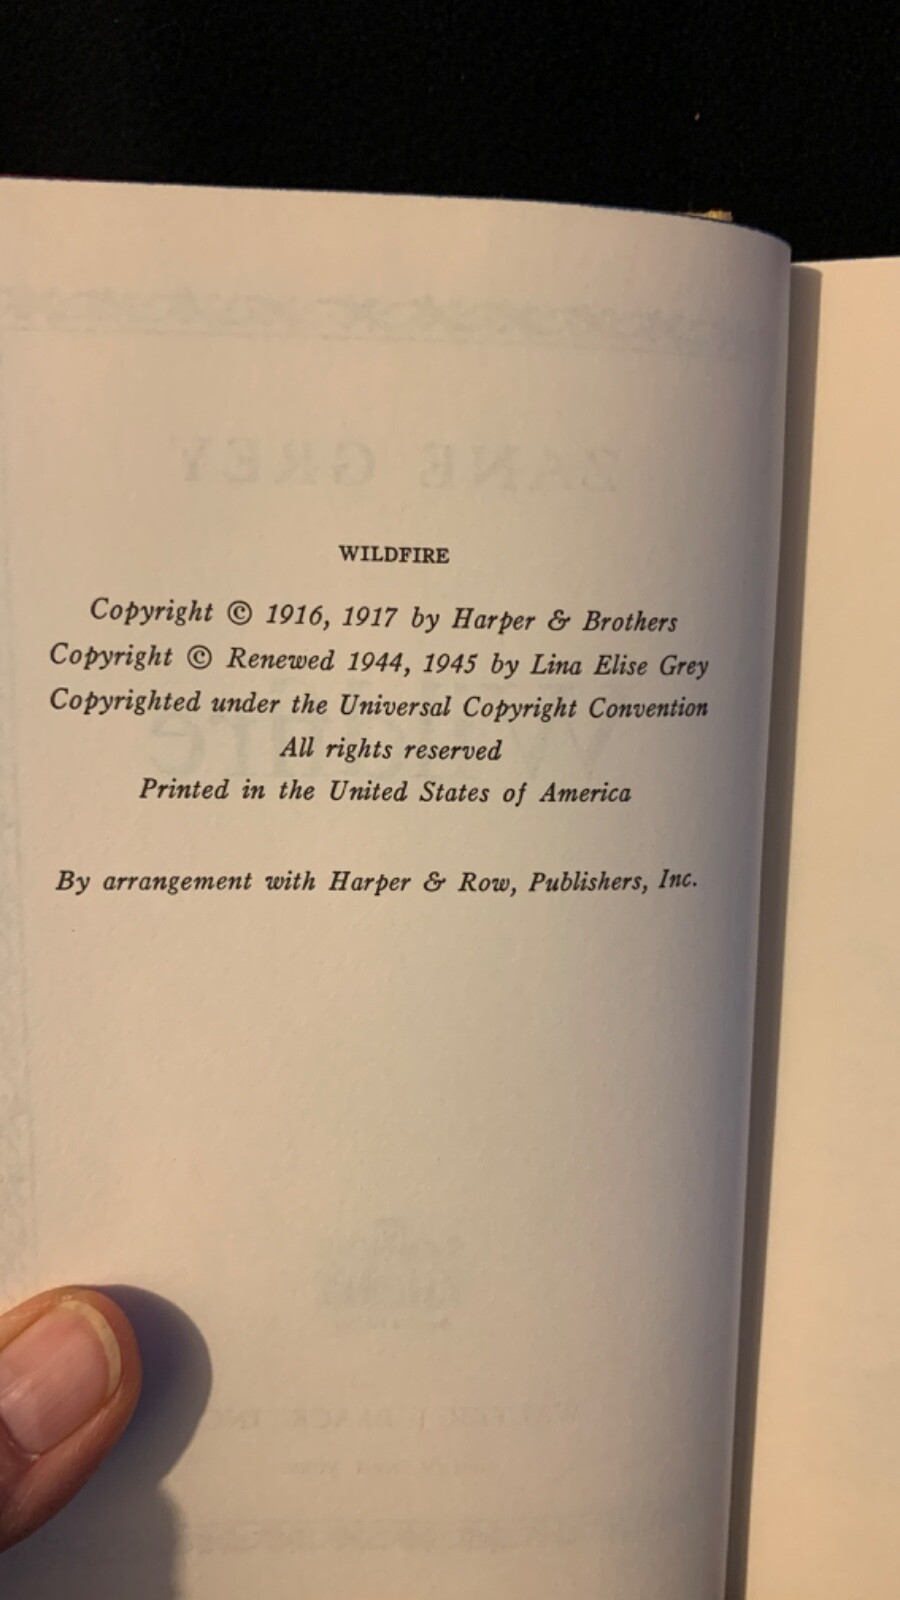 ZANE GREY
WILDFIRE
Copyright © 1916, 1917 by Harper & Brothers
Copyright © Renewed 1944, 1945 by Lina Elise Grey
Copyrighted under the Universal Copyright Convention
All rights reserved
Printed in the United States of America
By arrangement with Harper & Row, Publishers, Inc.